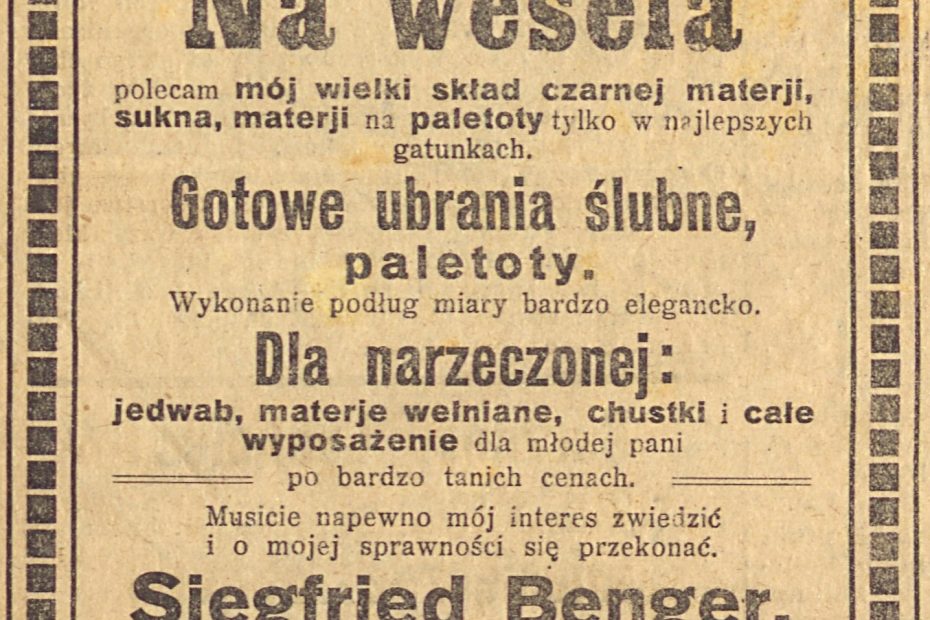 Na wesela
polecam mój wielki skład czarnej materji,
sukna, materji na paletoty tylko w najlepszych
gatunkach.
Gotowe ubrania ślubne,
paletoty.
Wykonanie podług miary bardzo elegancko.
Dla narzeczonej:
jedwab, materje wełniane, chustki i całe
wyposażenie dla młodej pani
po bardzo tanich cenach.
Musicie napewno mój interes zwiedzić
i o mojej sprawności się przekonać.
Siegfried Benger,